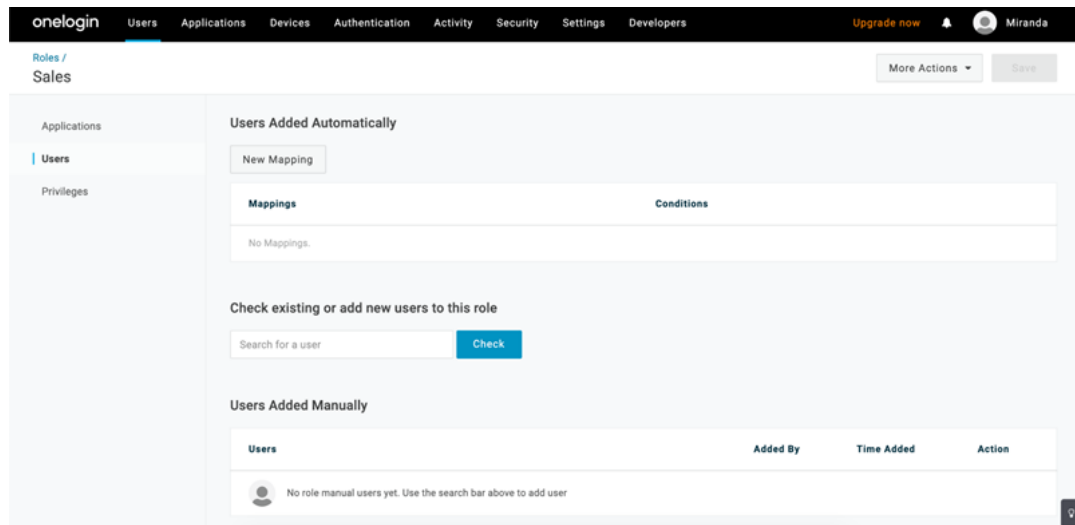 onelogin Users Applications Devices Authentication Activity Security Settings Developers Upgrade now Miranda
Roles /
Sales
More Actions
Save
Applications
Users
Privileges
Users Added Automatically
New Mapping
Mappings Conditions
No Mappings.
Check existing or add new users to this role
Search for a user Check
Users Added Manually
Users Added By Time Added Action
No role manual users yet. Use the search bar above to add user